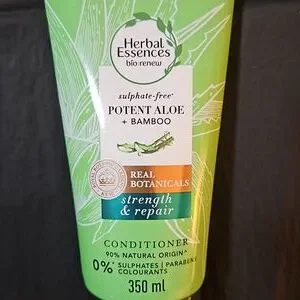 Herbal
Essences
bio:renew
sulphate-free*
POTENT ALOE
+ BAMBOO
REAL
BOTANICALS
strength
& repair
CONDITIONER
90% NATURAL ORIGIN^
0%* SULPHATES | PARABENS
COLOURANTS
350 ml